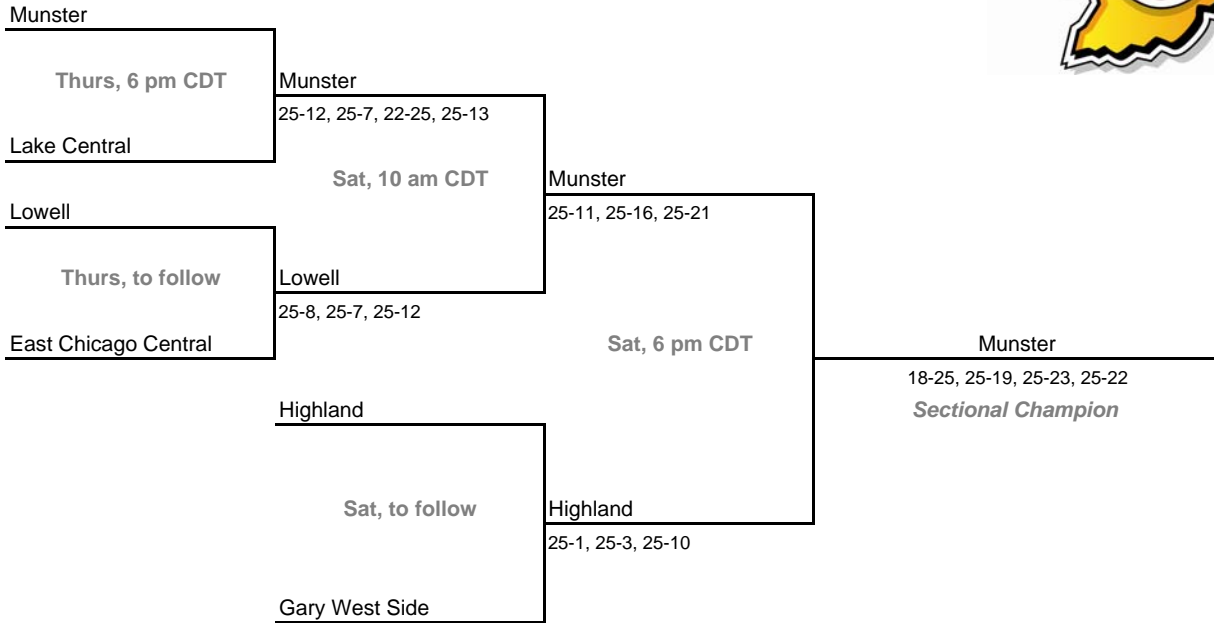 Munster
Thurs, 6 pm CDT
Munster
25-12, 25-7, 22-25, 25-13
Lake Central
Sat, 10 am CDT
Munster
Lowell
25-11, 25-16, 25-21
Thurs, to follow
Lowell
25-8, 25-7, 25-12
East Chicago Central
Sat, 6 pm CDT
Munster
18-25, 25-19, 25-23, 25-22
Highland
Sectional Champion
Sat, to follow
Highland
25-1, 25-3, 25-10
Gary West Side